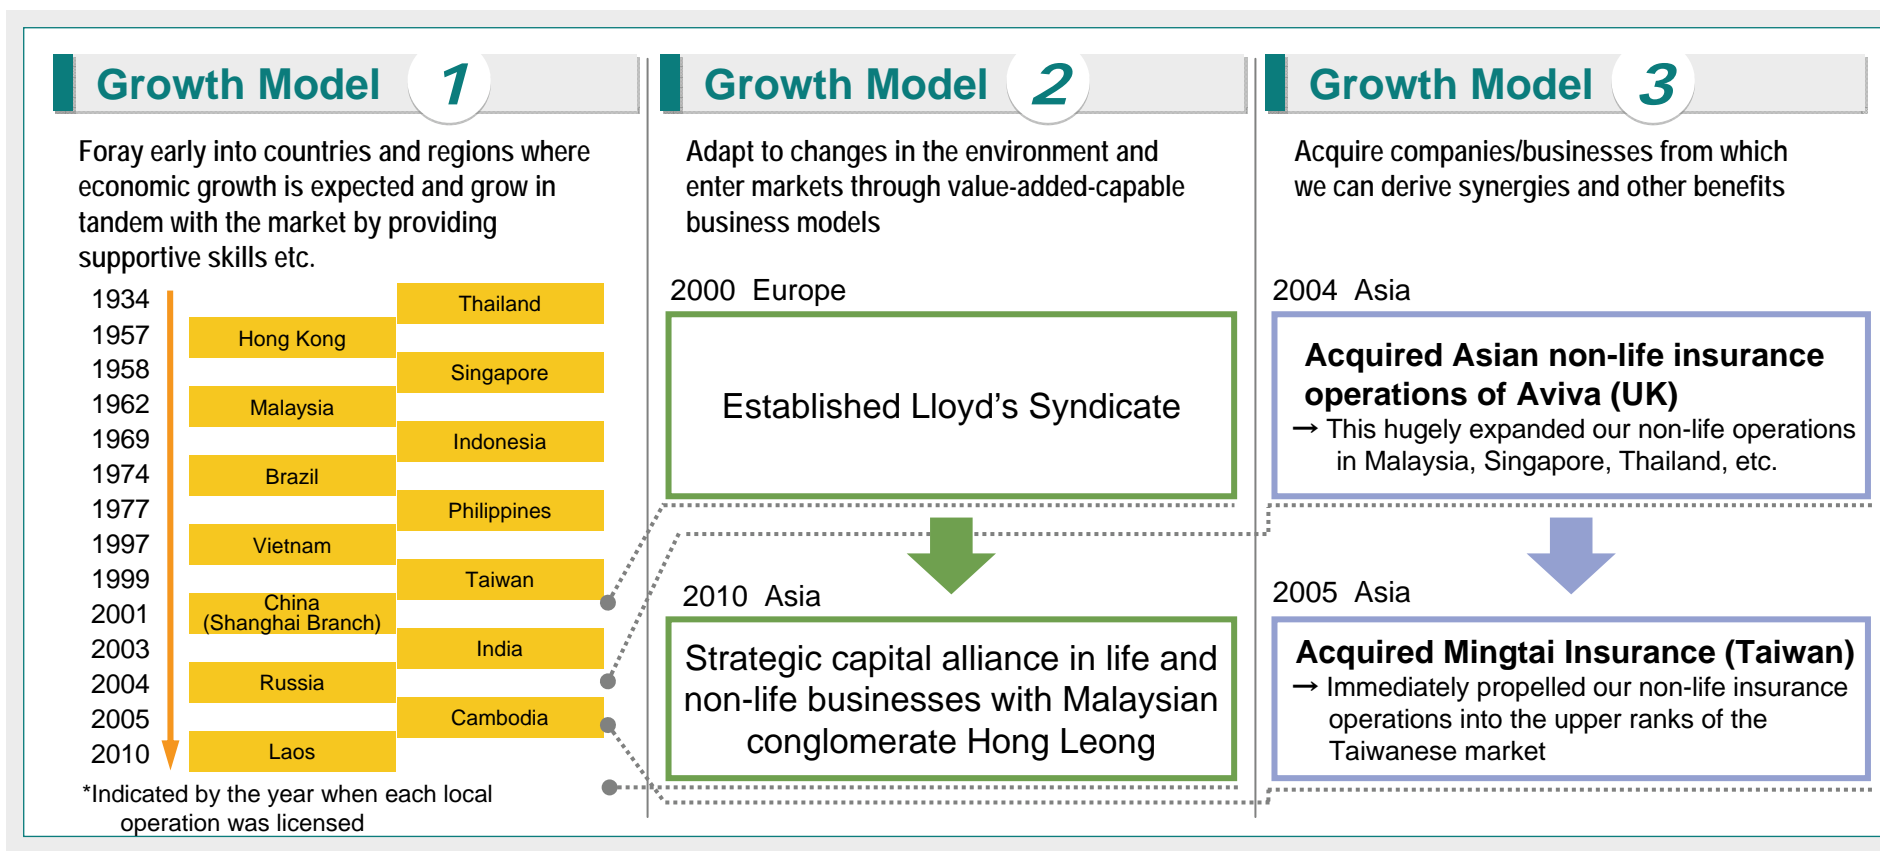 Growth Model 1
Foray early into countries and regions where
economic growth is expected and grow in
tandem with the market by providing
supportive skills etc.
1934
Thailand
1957
Hong Kong
1958
Singapore
1962
Malaysia
1969
Indonesia
1974
Brazil
1977
Philippines
1997
Vietnam
1999
Taiwan
2001
China
(Shanghai Branch)
2003
India
2004
Russia
2005
Cambodia
2010
Laos
*Indicated by the year when each local
operation was licensed
Growth Model 2
Adapt to changes in the environment and
enter markets through value-added-capable
business models
2000 Europe
Established Lloyd’s Syndicate
2010 Asia
Strategic capital alliance in life and
non-life businesses with Malaysian
conglomerate Hong Leong
Growth Model 3
Acquire companies/businesses from which
we can derive synergies and other benefits
2004 Asia
Acquired Asian non-life insurance
operations of Aviva (UK)
→ This hugely expanded our non-life operations
in Malaysia, Singapore, Thailand, etc.
2005 Asia
Acquired Mingtai Insurance (Taiwan)
→ Immediately propelled our non-life insurance
operations into the upper ranks of the
Taiwanese market